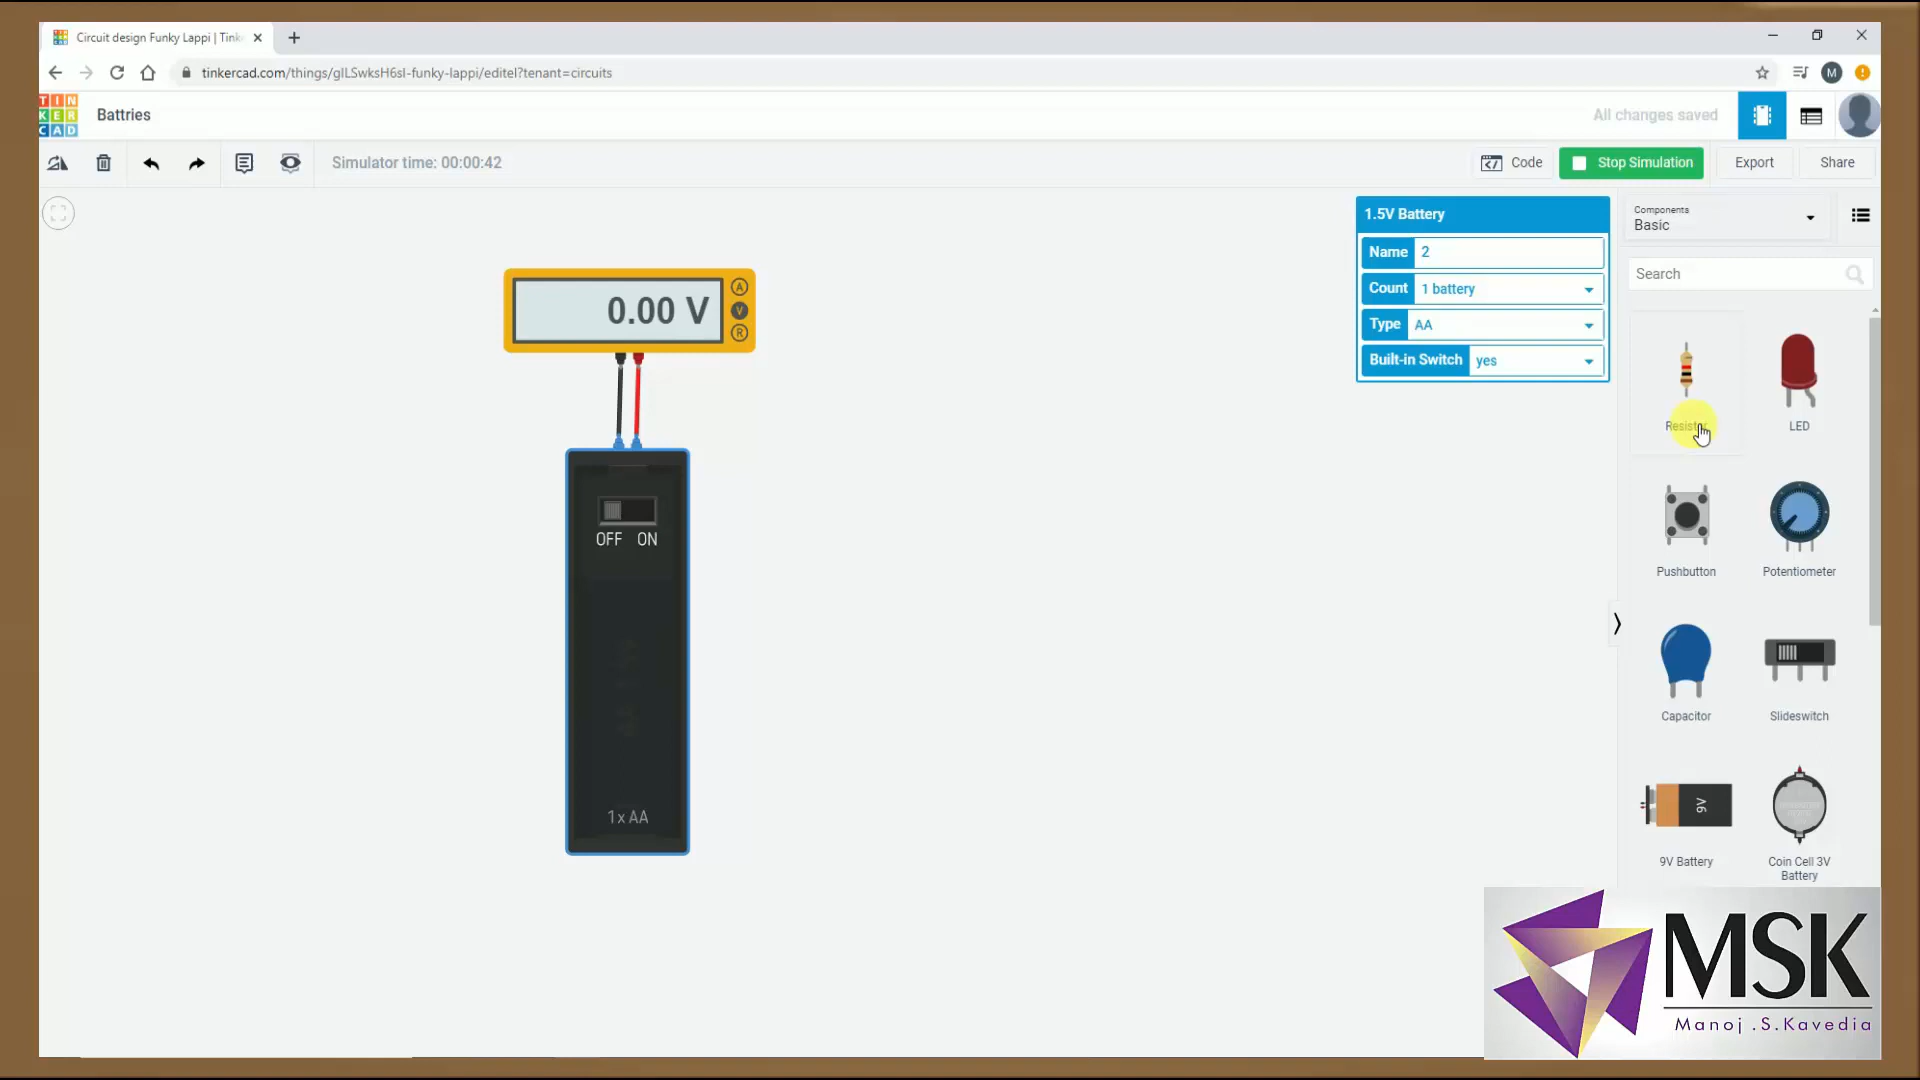 Circuit design Funky Lappi | Tink
tinkercad.com/things/gILSwksH6sI-funky-lappi/editel?tenant=circuits
M
TIN
KER
CAD
Battries
All changes saved
Simulator time: 00:00:42
Code
Stop Simulation
Export
Share
1.5V Battery
Name 2
Count 1 battery
Type AA
Built-in Switch yes
Components
Basic
Search
0.00 V
A
V
R
OFF ON
1 x AA
Resistor
LED
Pushbutton
Potentiometer
Capacitor
Slideswitch
9V
9V Battery
Coin Cell 3V
Battery
MSK
Manoj .S.Kavedia